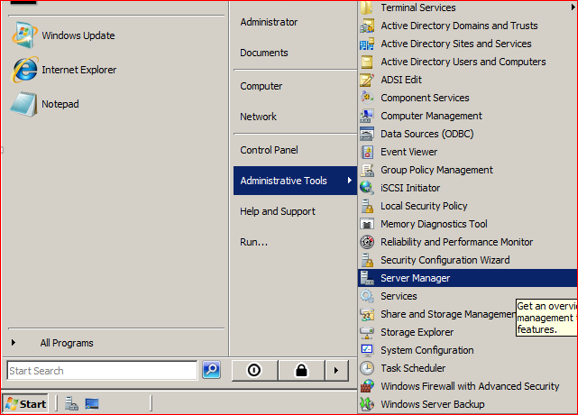 Windows Update
Internet Explorer
Notepad
All Programs
Start Search
Administrator
Documents
Computer
Network
Control Panel
Administrative Tools
Help and Support
Run...
Terminal Services
Active Directory Domains and Trusts
Active Directory Sites and Services
Active Directory Users and Computers
ADSI Edit
Component Services
Computer Management
Data Sources (ODBC)
Event Viewer
Group Policy Management
iSCSI Initiator
Local Security Policy
Memory Diagnostics Tool
Reliability and Performance Monitor
Security Configuration Wizard
Server Manager
Services
Share and Storage Management
Storage Explorer
System Configuration
Task Scheduler
Windows Firewall with Advanced Security
Windows Server Backup
Get an overvi
management
features.
Start